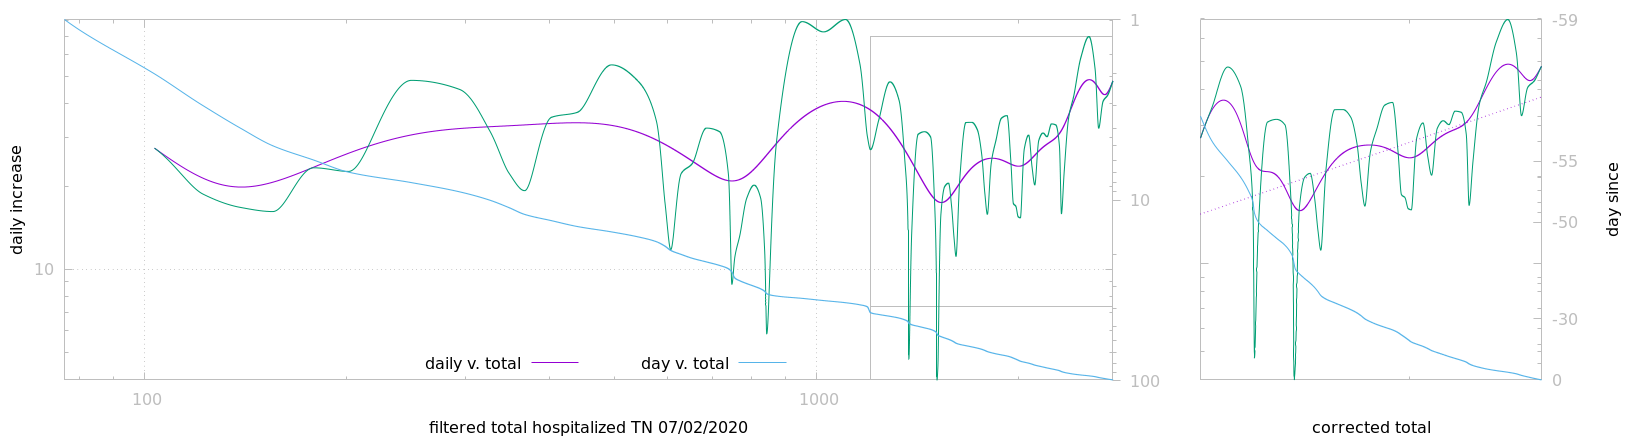 1
-59
-55
daily increase
10
-50
day since
10
-30
daily v. total
day v. total
100
0
100
1000
filtered total hospitalized TN 07/02/2020
corrected total